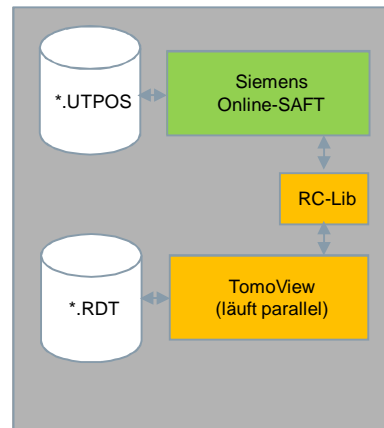 *.UTPOS
Siemens
Online-SAFT
RC-Lib
*.RDT
TomoView
(läuft parallel)